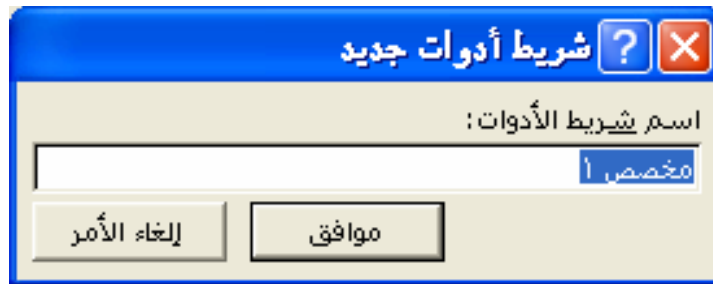 شريط أدوات جديد
اسم شريط الأدوات:
مخصص ١
موافق
إلغاء الأمر